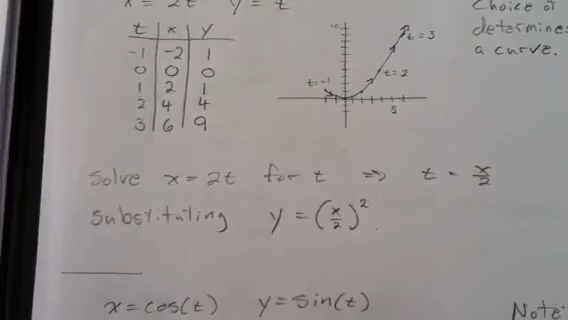 x = 2t y = t
Choice of
determines
a curve.
t x y
-1 -2 1
0 0 0
1 2 1
2 4 4
3 6 9
10
t=3
t=2
t=-1
5
Solve x = 2t for t ⇒ t = x/2
substituting y = (x/2)²
x = cos(t) y = sin(t)
Note: